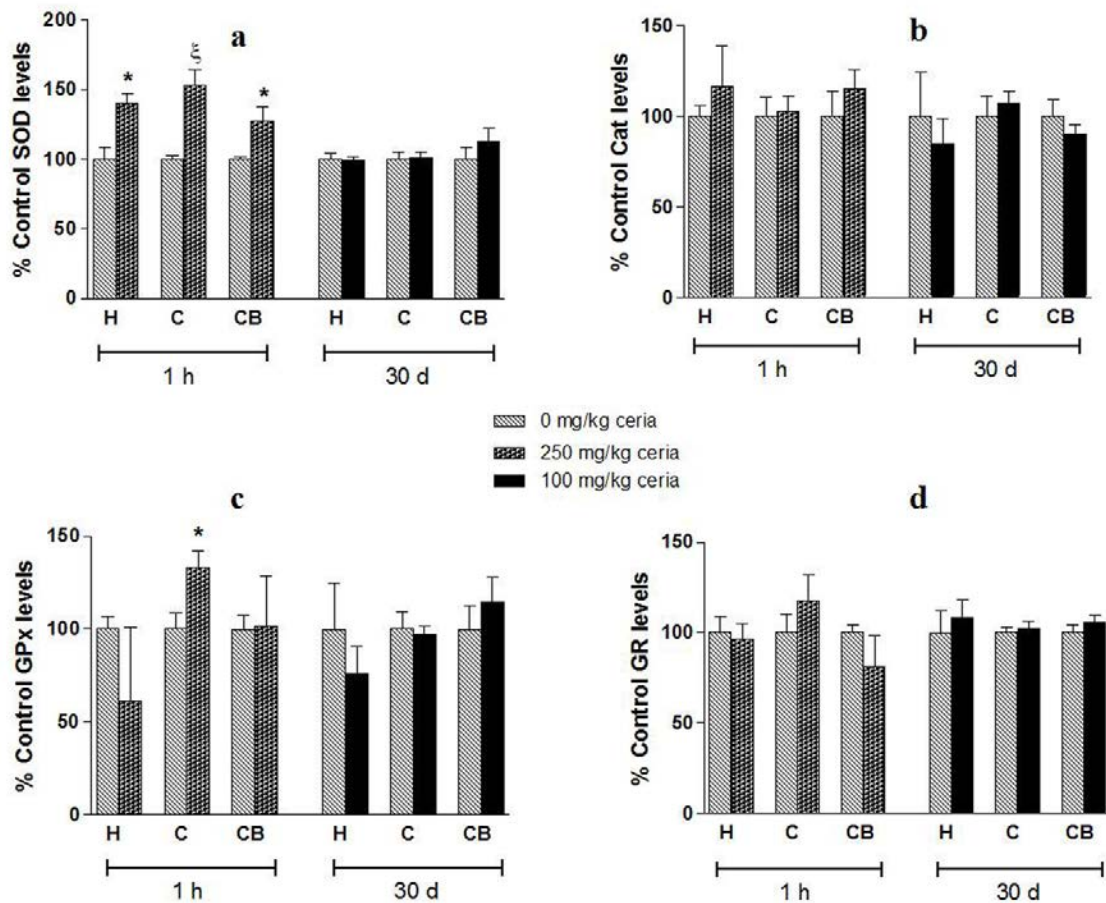 a
% Control SOD levels
200
150
100
50
0
*
ξ
*
H C CB H C CB
1 h 30 d
b
% Control Cat levels
150
100
50
0
H C CB H C CB
1 h 30 d
0 mg/kg ceria
250 mg/kg ceria
100 mg/kg ceria
c
% Control GPx levels
150
100
50
0
*
H C CB H C CB
1 h 30 d
d
% Control GR levels
150
100
50
0
H C CB H C CB
1 h 30 d